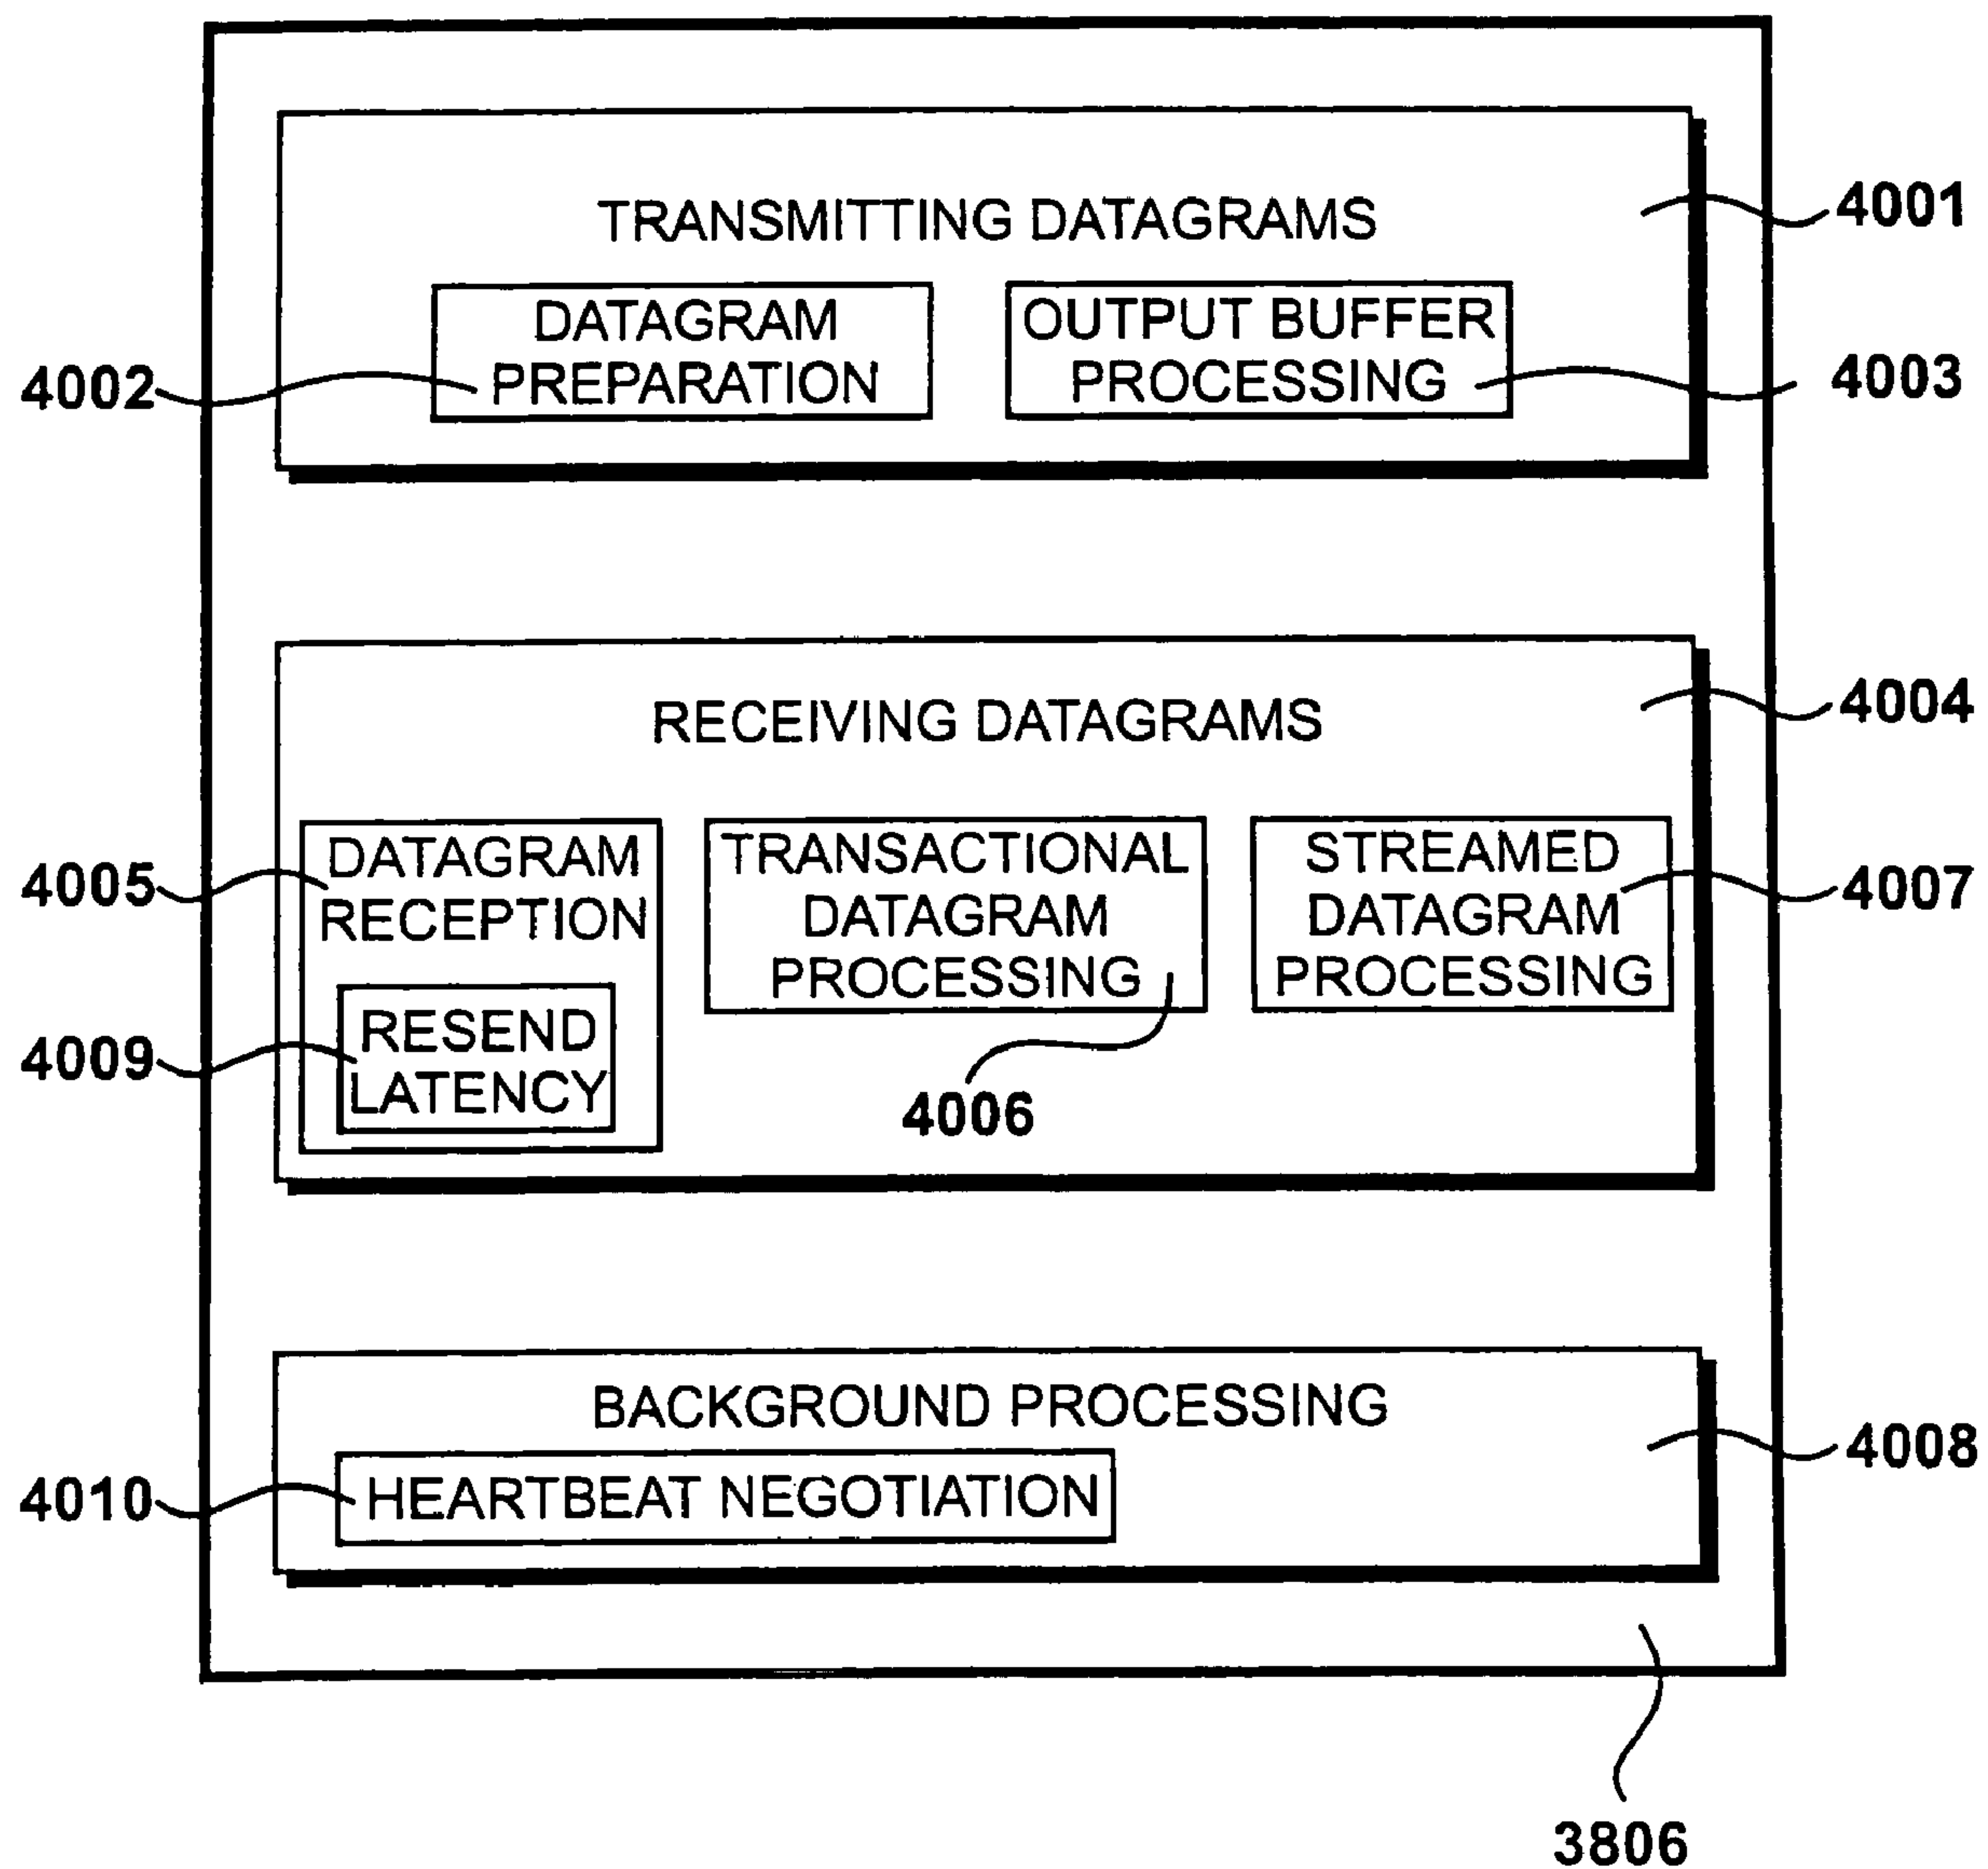 TRANSMITTING DATAGRAMS
4001
DATAGRAM
PREPARATION
4002
OUTPUT BUFFER
PROCESSING
4003
RECEIVING DATAGRAMS
4004
DATAGRAM
RECEPTION
4005
RESEND
LATENCY
4009
TRANSACTIONAL
DATAGRAM
PROCESSING
4006
STREAMED
DATAGRAM
PROCESSING
4007
BACKGROUND PROCESSING
4008
HEARTBEAT NEGOTIATION
4010
3806